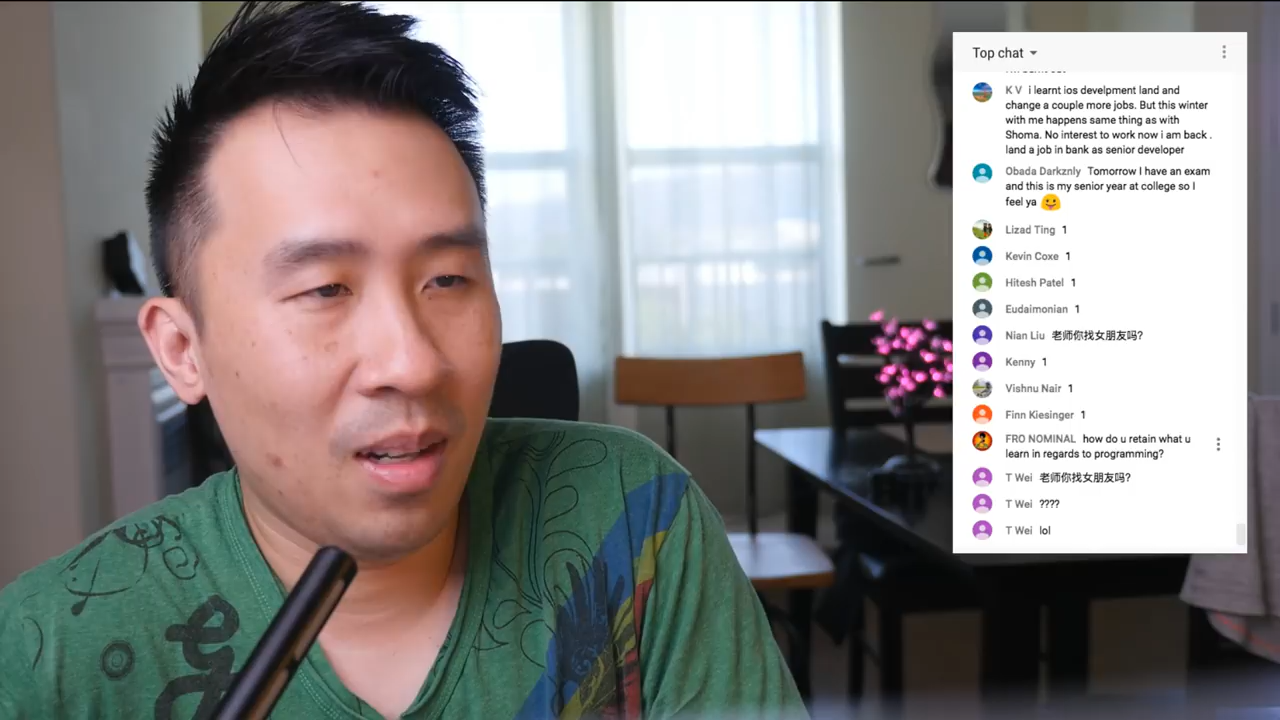 Top chat
K V i learnt ios develpment land and
change a couple more jobs. But this winter
with me happens same thing as with
Shoma. No interest to work now i am back .
land a job in bank as senior developer
Obada Darkznly Tomorrow I have an exam
and this is my senior year at college so I
feel ya
Lizad Ting 1
Kevin Coxe 1
Hitesh Patel 1
Eudaimonian 1
Nian Liu 老师你找女朋友吗?
Kenny 1
Vishnu Nair 1
Finn Kiesinger 1
FRO NOMINAL how do u retain what u
learn in regards to programming?
T Wei 老师你找女朋友吗?
T Wei ????
T Wei lol